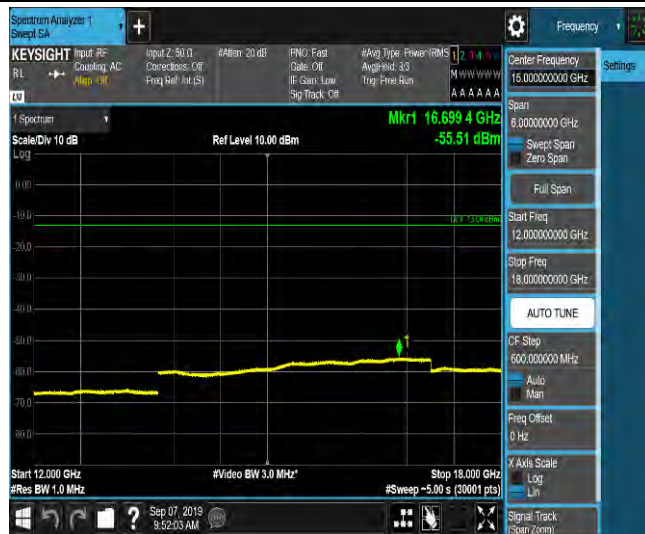 Spectrum Analyzer 1
Swept SA
Frequency
KEYSIGHT
RL
Input: RF
Coupling: AC
Align: Off
Input Z: 50 Ω
Corrections: Off
Freq Ref: Int (S)
#Atten: 20 dB
PNO: Fast
Gate: Off
IF Gain: Low
Sig Track: Off
#Avg Type: Power (RMS
Avg|Hold: 3/3
Trig: Free Run
M W W W W W
A A A A A A
1 Spectrum
Scale/Div 10 dB
Log
Ref Level 10.00 dBm
Mkr1 16.699 4 GHz
-55.51 dBm
0.00
-10.0
-20.0
-30.0
-40.0
-50.0
-60.0
-70.0
-80.0
1
Start 12.000 GHz
#Res BW 1.0 MHz
#Video BW 3.0 MHz*
Stop 18.000 GHz
#Sweep ~5.00 s (30001 pts)
Sep 07, 2019
9:52:03 AM
Center Frequency
15.000000000 GHz
Settings
Span
6.00000000 GHz
Swept Span
Zero Span
Full Span
Start Freq
12.000000000 GHz
Stop Freq
18.000000000 GHz
AUTO TUNE
CF Step
600.000000 MHz
Auto
Man
Freq Offset
0 Hz
X Axis Scale
Log
Lin
Signal Track
(Span Zoom)